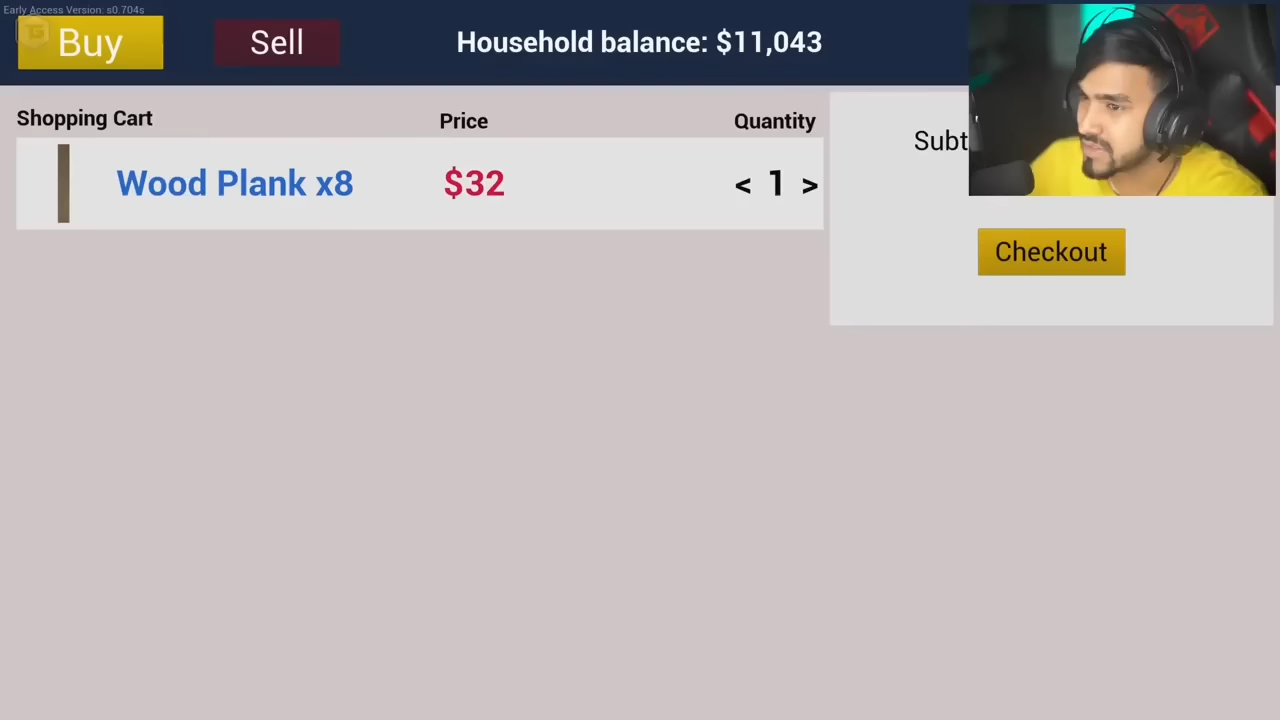 Early Access Version: s0.704s
Buy
Sell
Household balance: $11,043
Shopping Cart
Price
Quantity
Wood Plank x8
$32
< 1 >
Checkout